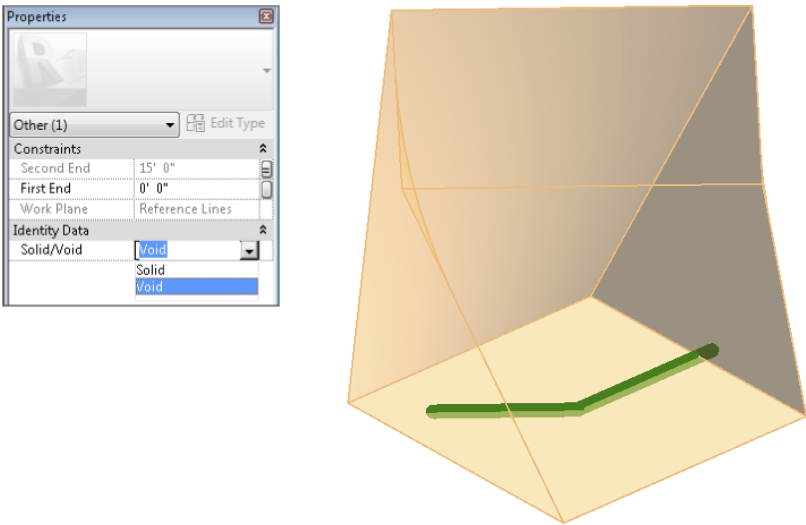 Properties
Other (1)
Edit Type
Constraints
Second End 15' 0"
First End 0' 0"
Work Plane Reference Lines
Identity Data
Solid/Void Void
Solid
Void